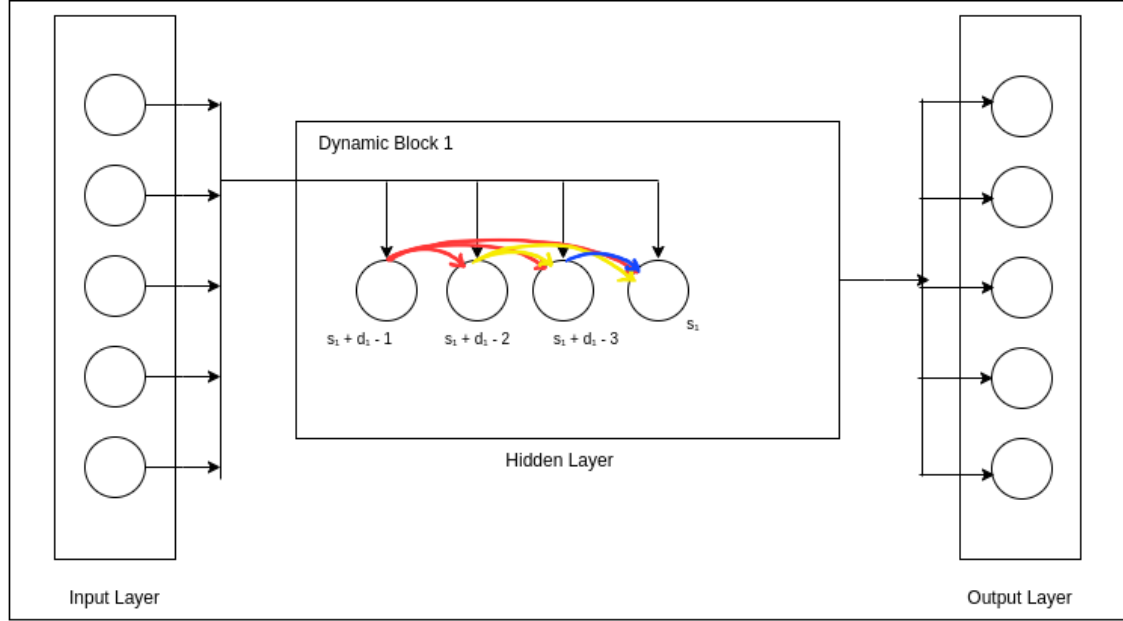 Dynamic Block 1
s₁ + d₁ - 1
s₁ + d₁ - 2
s₁ + d₁ - 3
s₁
Hidden Layer
Input Layer
Output Layer